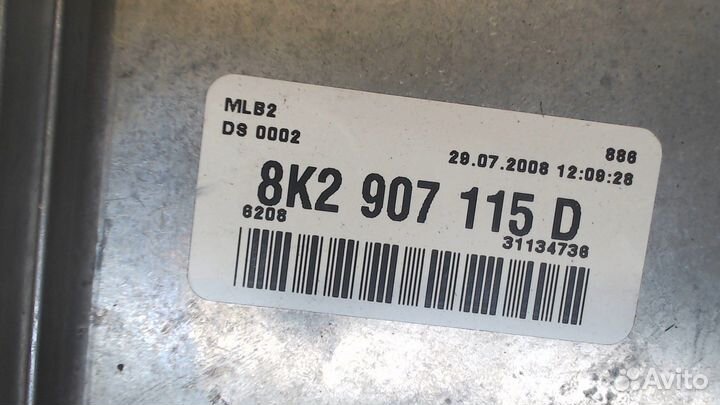 MLB2
DS 0002
886
29.07.2008 12:09:28
8K2 907 115 D
6208
31134736
Avito